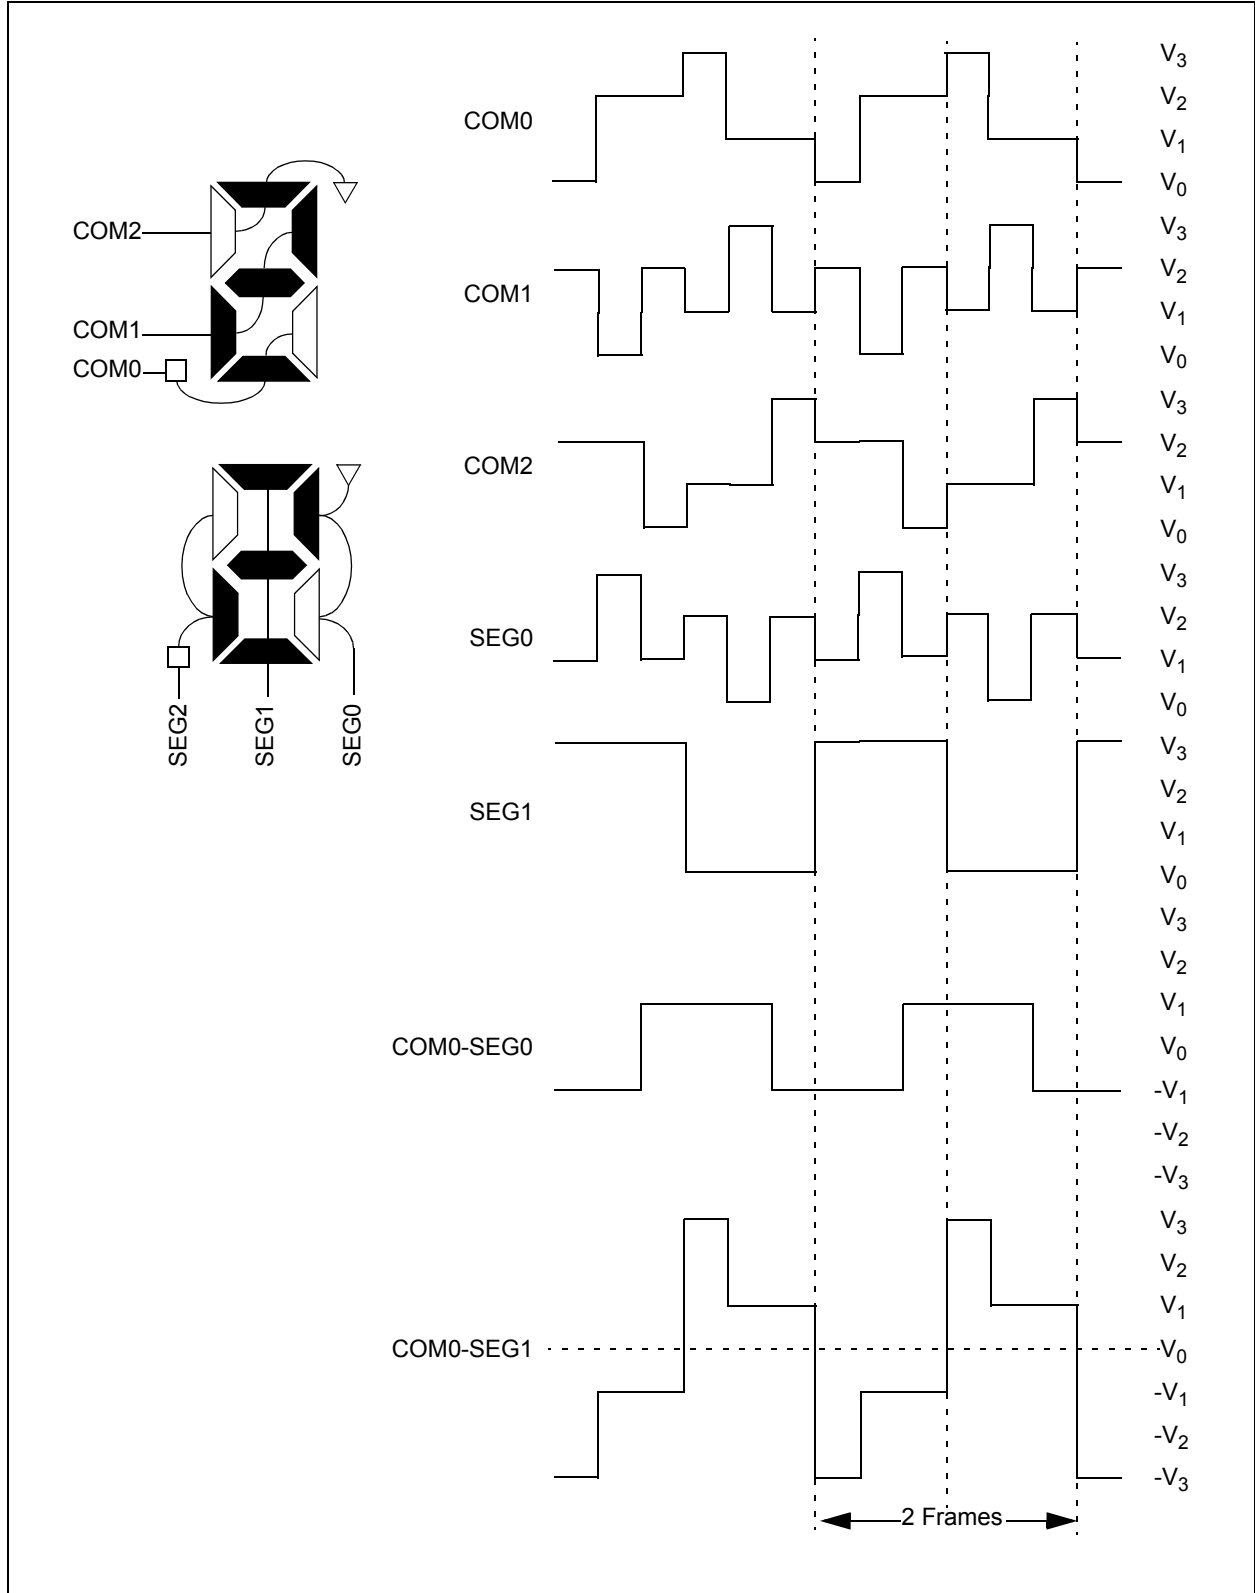 COM2
COM1
COM0
SEG2
SEG1
SEG0
COM0
V3
V2
V1
V0
COM1
V3
V2
V1
V0
COM2
V3
V2
V1
V0
SEG0
V3
V2
V1
V0
SEG1
V3
V2
V1
V0
COM0-SEG0
V3
V2
V1
V0
-V1
-V2
-V3
COM0-SEG1
V3
V2
V1
V0
-V1
-V2
-V3
2 Frames